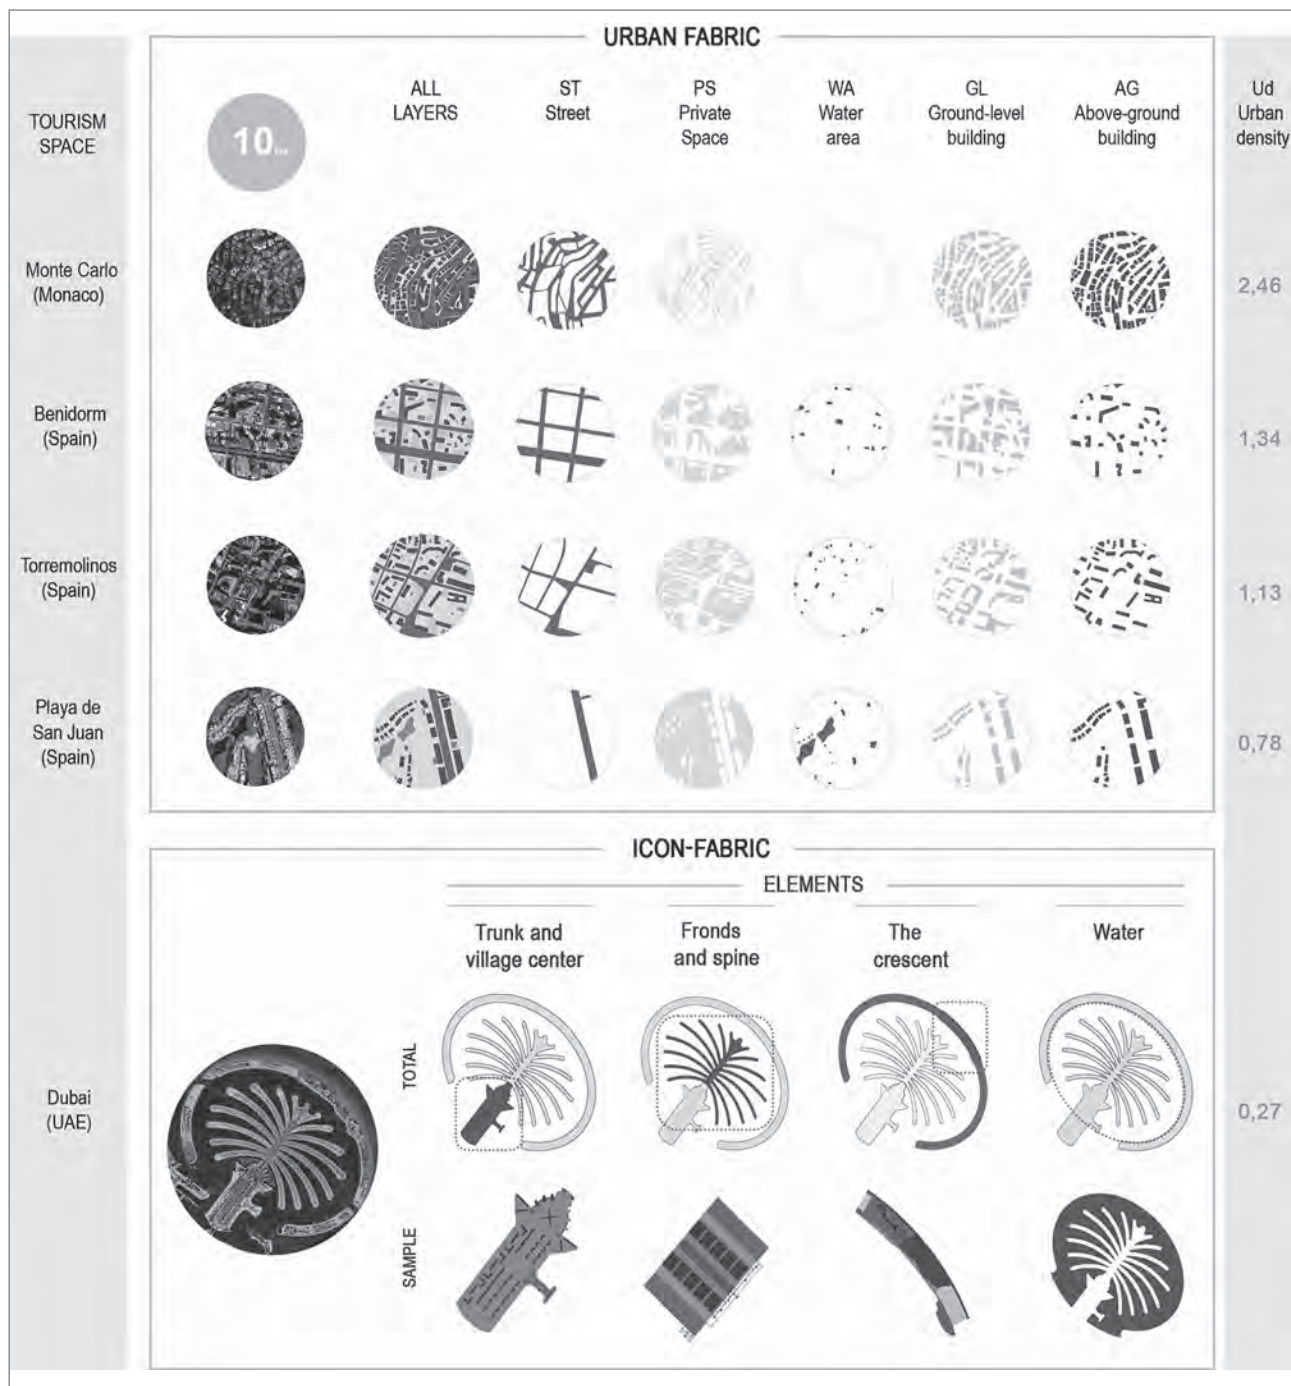 URBAN FABRIC
TOURISM
SPACE
10
ALL
LAYERS
ST
Street
PS
Private
Space
WA
Water
area
GL
Ground-level
building
AG
Above-ground
building
Ud
Urban
density
Monte Carlo
(Monaco)
2,46
Benidorm
(Spain)
1,34
Torremolinos
(Spain)
1,13
Playa de
San Juan
(Spain)
0,78
ICON-FABRIC
ELEMENTS
Trunk and
village center
Fronds
and spine
The
crescent
Water
TOTAL
Dubai
(UAE)
0,27
SAMPLE